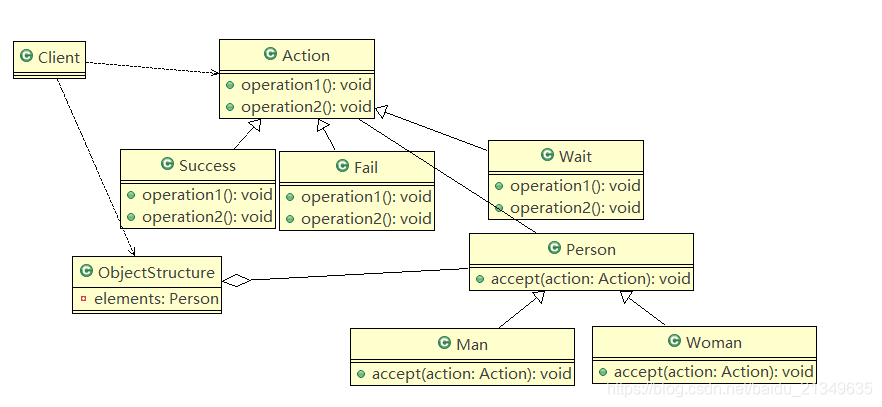 Client
Action
operation1(): void
operation2(): void
Success
operation1(): void
operation2(): void
Fail
operation1(): void
operation2(): void
Wait
operation1(): void
operation2(): void
ObjectStructure
elements: Person
Person
accept(action: Action): void
Man
accept(action: Action): void
Woman
accept(action: Action): void
https://blog.csdn.net/baidu_21349635